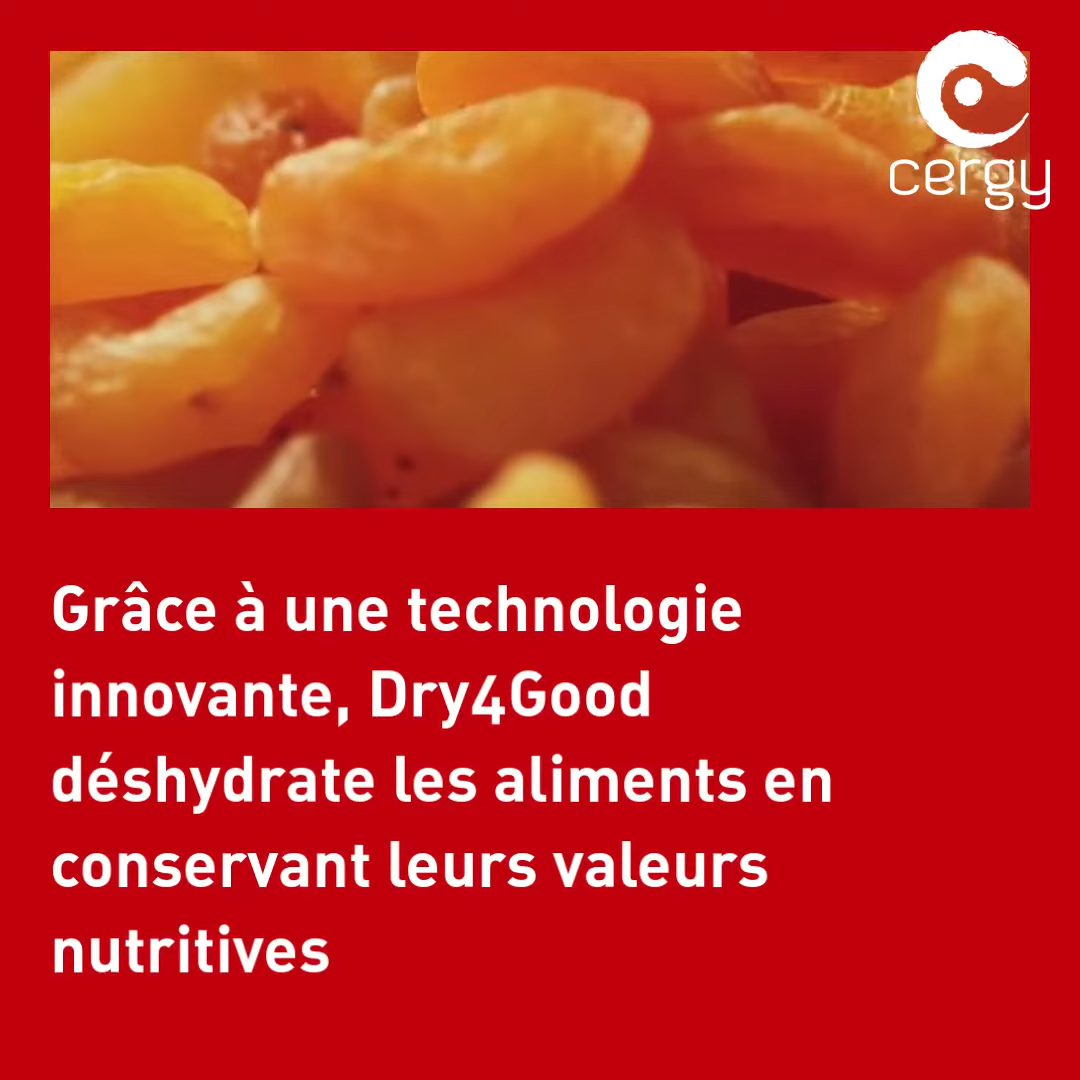 cergy
Grâce à une technologie
innovante, Dry4Good
déshydrate les aliments en
conservant leurs valeurs
nutritives